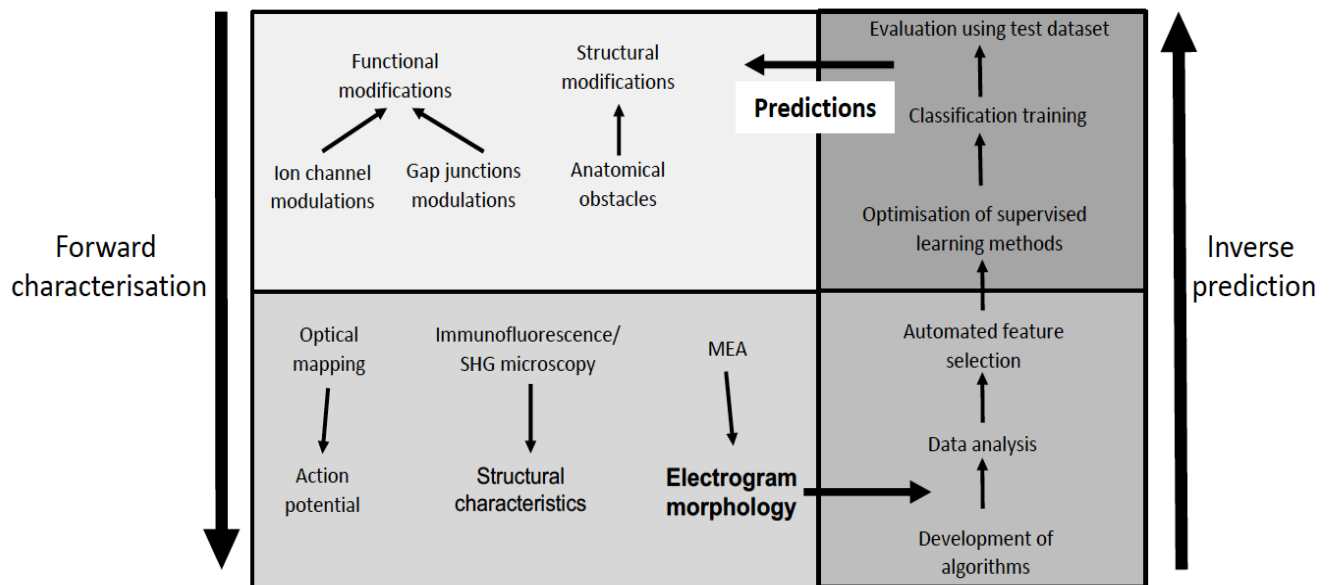 Forward
characterisation
Functional
modifications
Structural
modifications
Ion channel
modulations
Gap junctions
modulations
Anatomical
obstacles
Predictions
Evaluation using test dataset
Classification training
Optimisation of supervised
learning methods
Optical
mapping
Immunofluorescence/
SHG microscopy
MEA
Action
potential
Structural
characteristics
Electrogram
morphology
Automated feature
selection
Data analysis
Development of
algorithms
Inverse
prediction